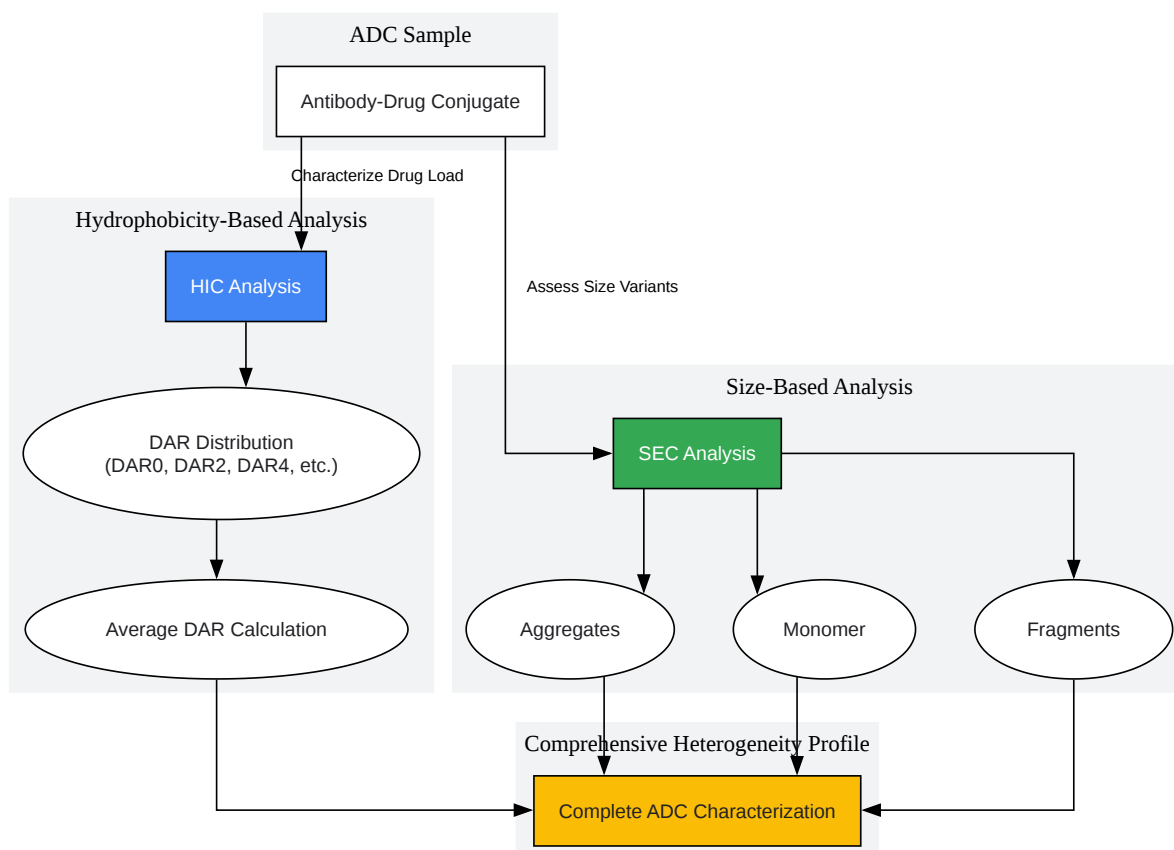 ADC Sample
Antibody-Drug Conjugate
Characterize Drug Load
Hydrophobicity-Based Analysis
HIC Analysis
Assess Size Variants
Size-Based Analysis
DAR Distribution
(DAR0, DAR2, DAR4, etc.)
SEC Analysis
Average DAR Calculation
Aggregates
Monomer
Fragments
Comprehensive Heterogeneity Profile
Complete ADC Characterization